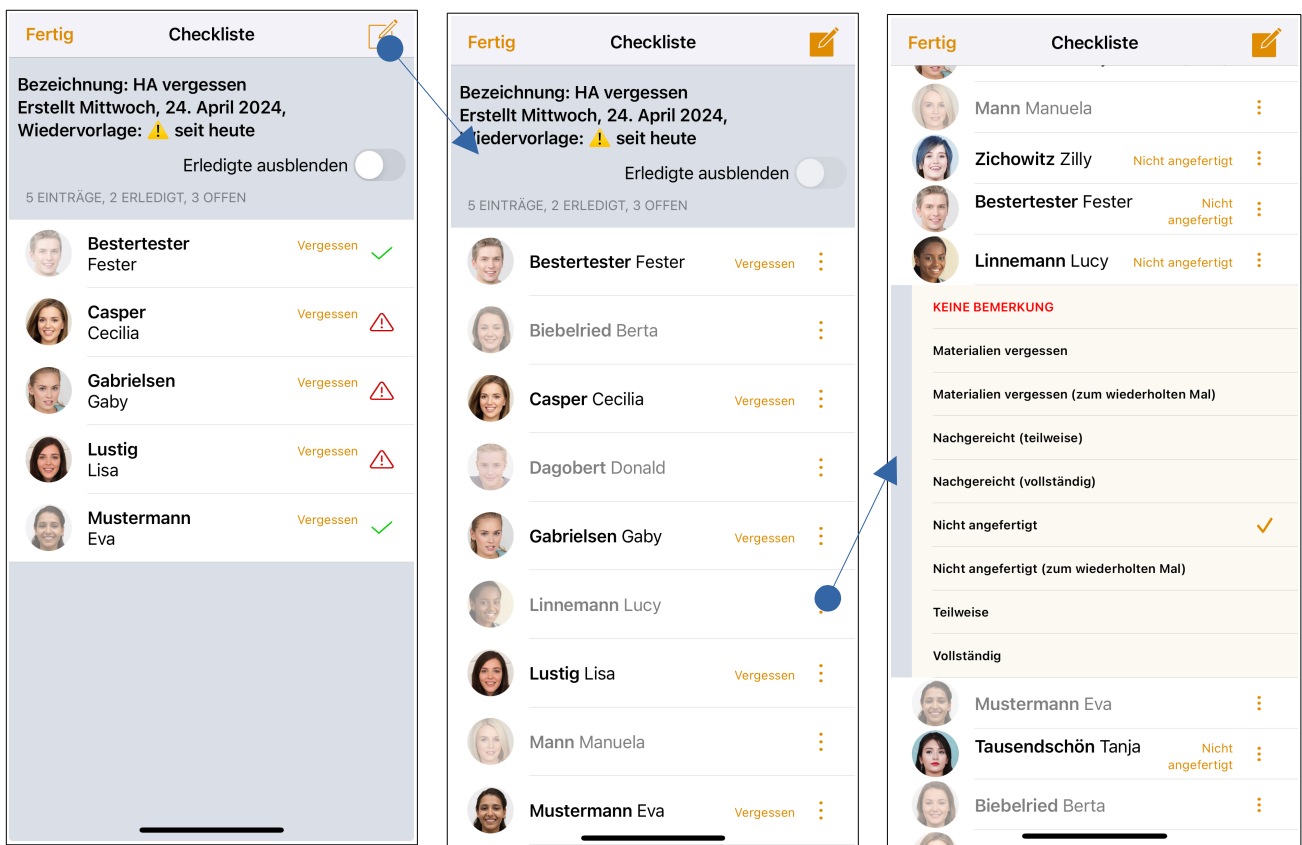 Fertig Checkliste
Bezeichnung: HA vergessen
Erstellt Mittwoch, 24. April 2024,
Wiedervorlage: seit heute
Erledigte ausblenden
5 EINTRÄGE, 2 ERLEDIGT, 3 OFFEN
Bestertester Vergessen
Fester
Casper Vergessen
Cecilia
Gabrielsen Vergessen
Gaby
Lustig Vergessen
Lisa
Mustermann Vergessen
Eva
Fertig Checkliste
Bezeichnung: HA vergessen
Erstellt Mittwoch, 24. April 2024,
Wiedervorlage: seit heute
Erledigte ausblenden
5 EINTRÄGE, 2 ERLEDIGT, 3 OFFEN
Bestertester Fester Vergessen
Biebelried Berta
Casper Cecilia Vergessen
Dagobert Donald
Gabrielsen Gaby Vergessen
Linnemann Lucy
Lustig Lisa Vergessen
Mann Manuela
Mustermann Eva Vergessen
Fertig Checkliste
Mann Manuela
Zichowitz Zilly Nicht angefertigt
Bestertester Fester Nicht
angefertigt
Linnemann Lucy Nicht angefertigt
KEINE BEMERKUNG
Materialien vergessen
Materialien vergessen (zum wiederholten Mal)
Nachgereicht (teilweise)
Nachgereicht (vollständig)
Nicht angefertigt
Nicht angefertigt (zum wiederholten Mal)
Teilweise
Vollständig
Mustermann Eva
Tausendschön Tanja Nicht
angefertigt
Biebelried Berta